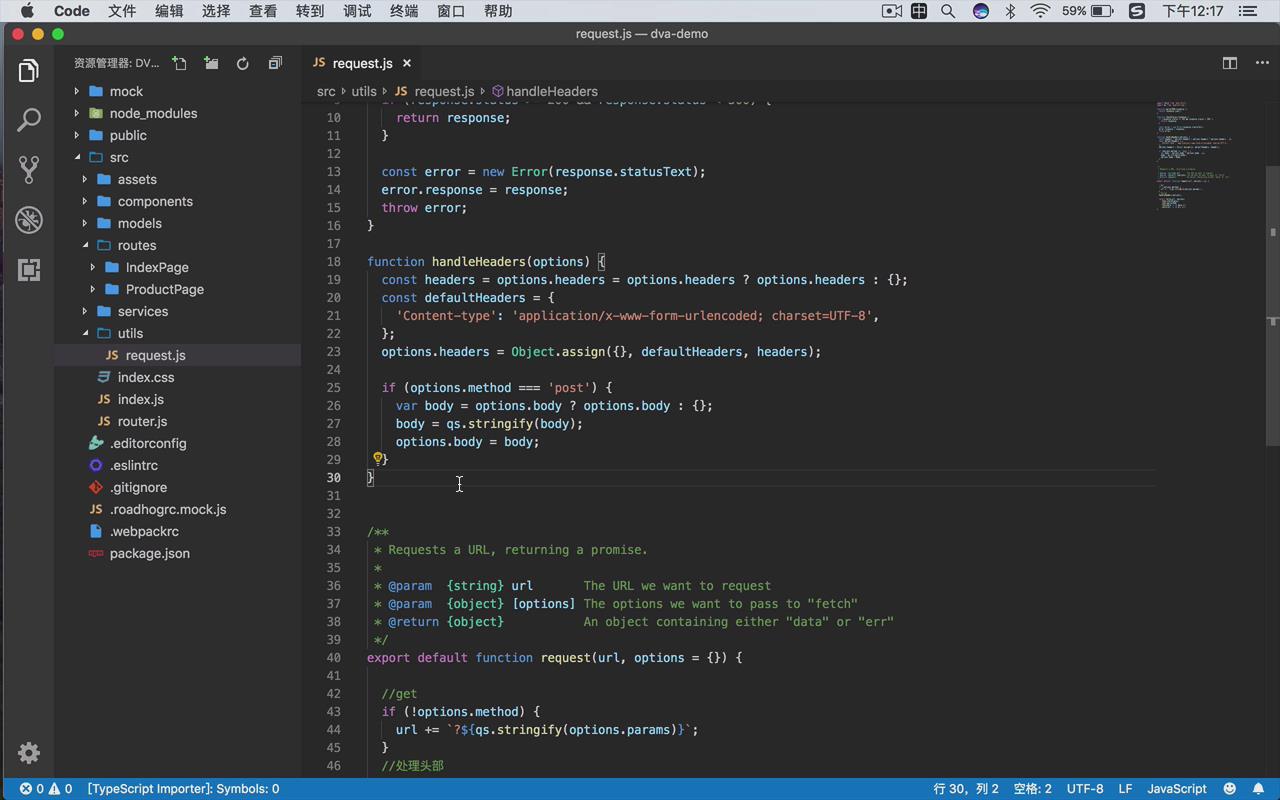 Code 文件 编辑 选择 查看 转到 调试 终端 窗口 帮助 中 59% S 下午12:17
request.js — dva-demo
资源管理器: DV...
JS request.js ×
src utils JS request.js handleHeaders
mock
node_modules
public
src
assets
components
models
routes
IndexPage
ProductPage
services
utils
JS request.js
index.css
JS index.js
JS router.js
.editorconfig
.eslintrc
.gitignore
JS .roadhogrc.mock.js
.webpackrc
package.json
10 return response;
11 }
12
13 const error = new Error(response.statusText);
14 error.response = response;
15 throw error;
16 }
17
18 function handleHeaders(options) {
19 const headers = options.headers = options.headers ? options.headers : {};
20 const defaultHeaders = {
21 'Content-type': 'application/x-www-form-urlencoded; charset=UTF-8',
22 };
23 options.headers = Object.assign({}, defaultHeaders, headers);
24
25 if (options.method === 'post') {
26 var body = options.body ? options.body : {};
27 body = qs.stringify(body);
28 options.body = body;
29 }
30 }
31
32
33 /**
34 * Requests a URL, returning a promise.
35 *
36 * @param {string} url The URL we want to request
37 * @param {object} [options] The options we want to pass to "fetch"
38 * @return {object} An object containing either "data" or "err"
39 */
40 export default function request(url, options = {}) {
41
42 //get
43 if (!options.method) {
44 url += `?${qs.stringify(options.params)}`;
45 }
46 //处理头部
0 0 [TypeScript Importer]: Symbols: 0 行 30，列 2 空格: 2 UTF-8 LF JavaScript